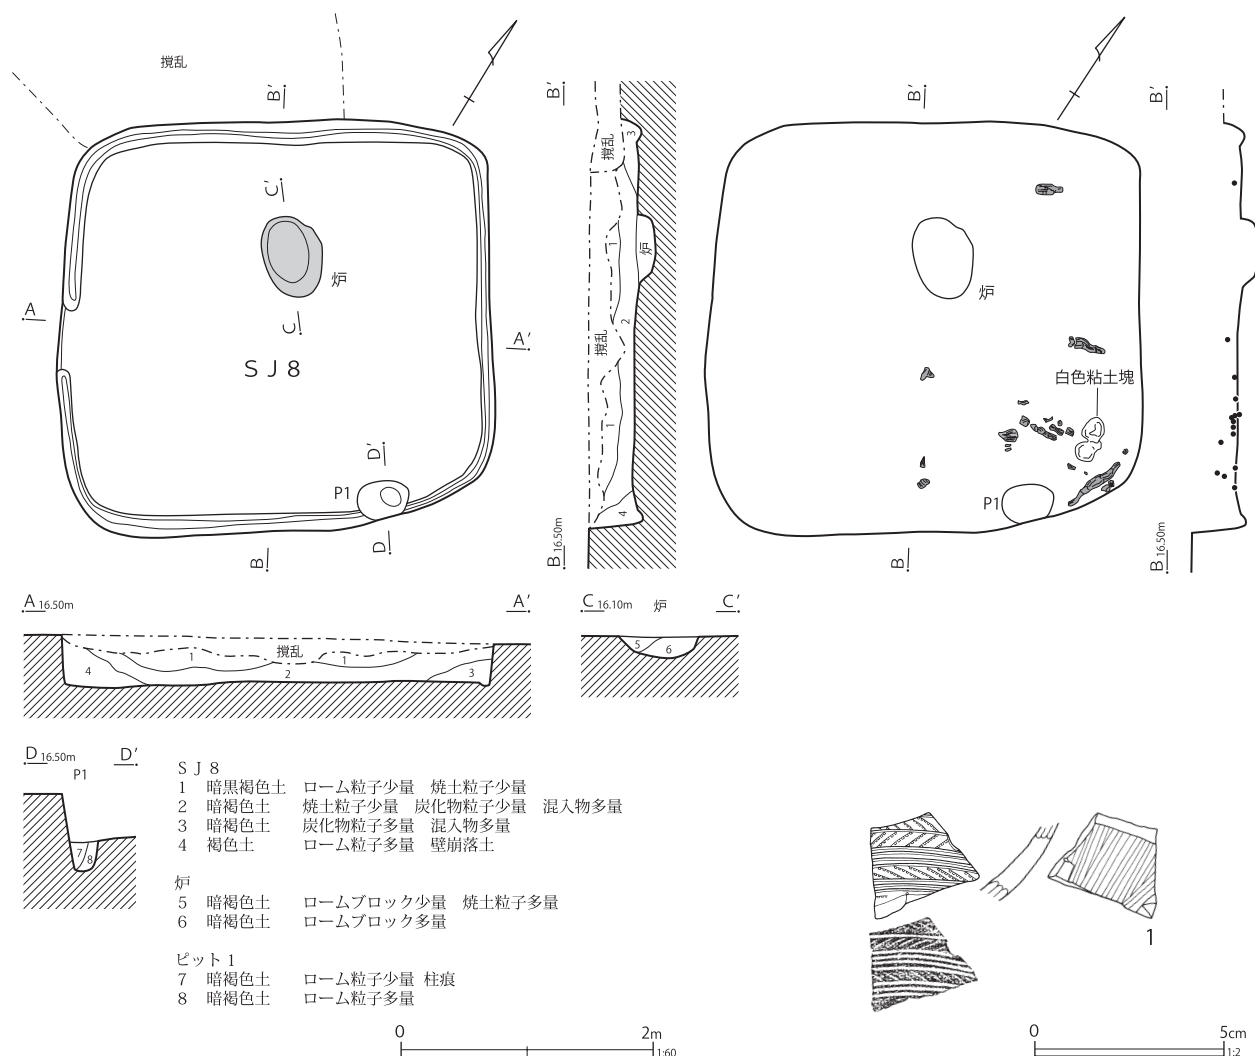 撹乱
B′
B′
B′
B′
撹乱
3
C′
1
炉
炉
炉
A
C
2
SJ8
A′
撹乱
白色粘土塊
1
D′
P1
P1
4
D
B
B 16.50m
B
B 16.50m
A 16.50m
A′
C 16.10m
炉
C′
1
撹乱
1
4
2
3
5
6
D 16.50m
D′
P1
7
8
SJ8
1 暗黒褐色土 ローム粒子少量 焼土粒子少量
2 暗褐色土 焼土粒子少量 炭化物粒子少量 混入物多量
3 暗褐色土 炭化物粒子多量 混入物多量
4 褐色土 ローム粒子多量 壁崩落土
炉
5 暗褐色土 ロームブロック少量 焼土粒子多量
6 暗褐色土 ロームブロック多量
ピット1
7 暗褐色土 ローム粒子少量 柱痕
8 暗褐色土 ローム粒子多量
1
0
2m
1:60
0
5cm
1:2